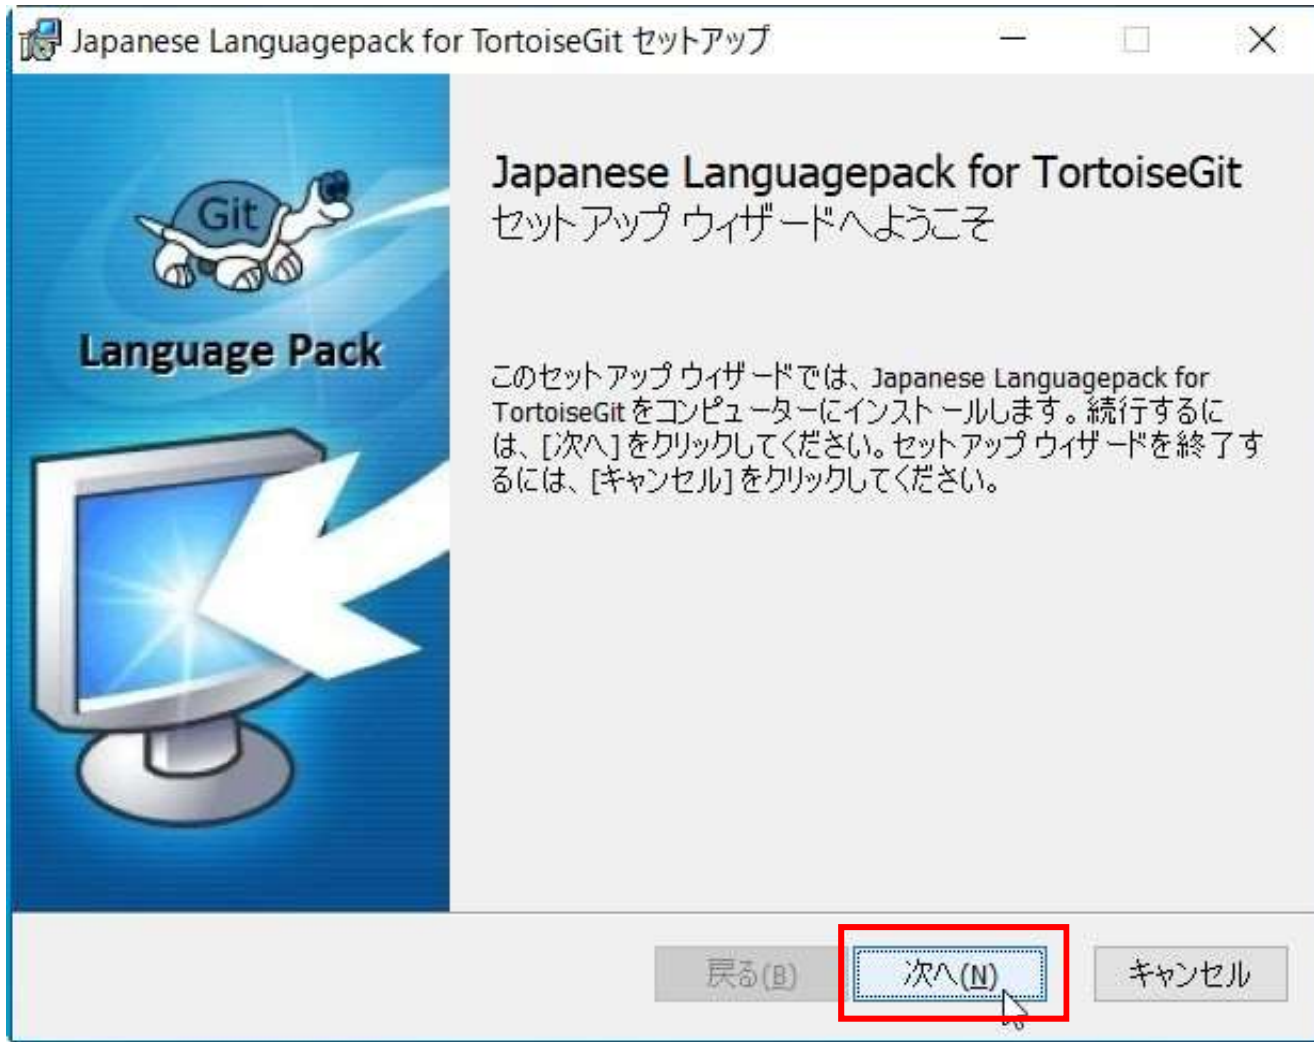 Japanese Languagepack for TortoiseGit セットアップ
Git
Language Pack
Japanese Languagepack for TortoiseGit
セットアップ ウィザードへようこそ
このセットアップ ウィザードでは、Japanese Languagepack for
TortoiseGit をコンピューターにインストールします。続行するに
は、[次へ] をクリックしてください。セットアップ ウィザードを終了す
るには、[キャンセル] をクリックしてください。
戻る(B)
次へ(N)
キャンセル